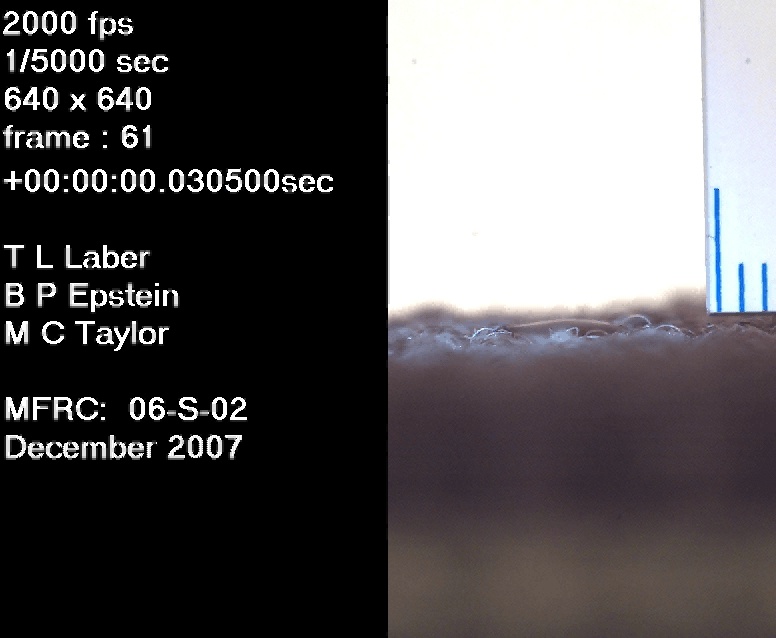 2000 fps
1/5000 sec
640 x 640
frame : 61
+00:00:00.030500sec
T L Laber
B P Epstein
M C Taylor
MFRC: 06-S-02
December 2007